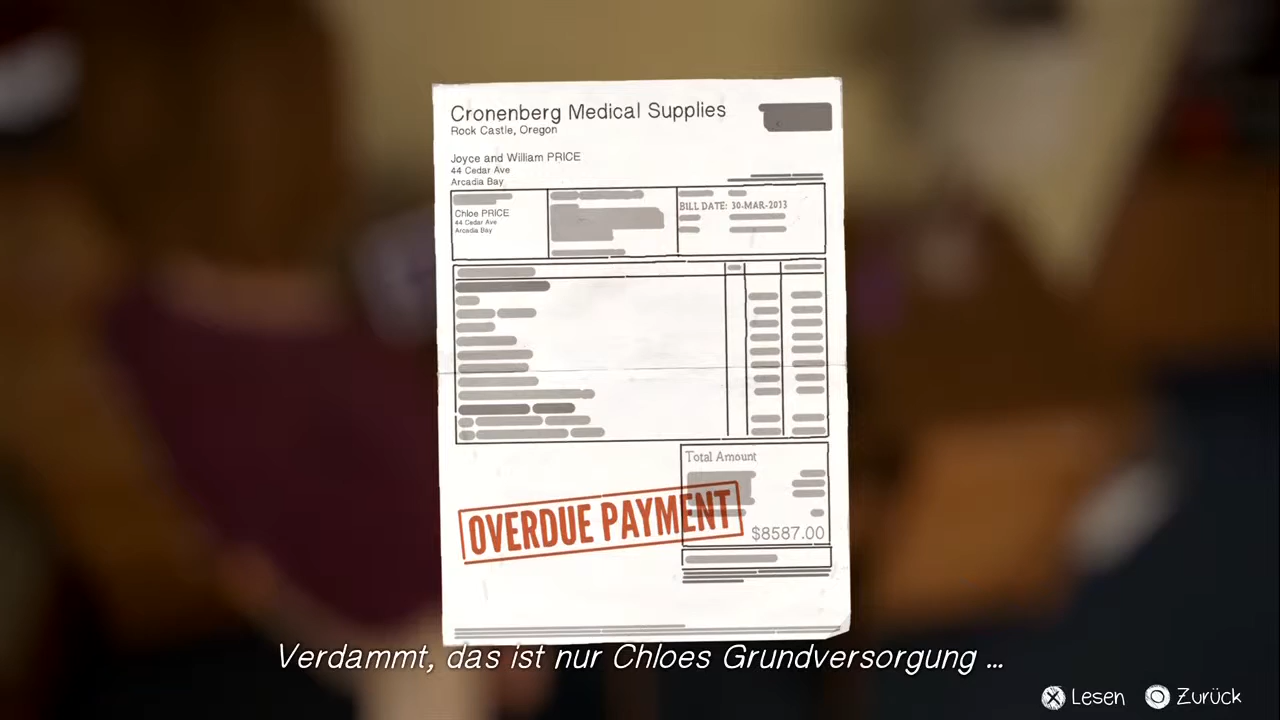 Cronenberg Medical Supplies
Rock Castle, Oregon
Joyce and William PRICE
44 Cedar Ave
Arcadia Bay
Chloe PRICE
44 Cedar Ave
Arcadia Bay
BILL DATE: 30-MAR-2013
Total Amount
OVERDUE PAYMENT
$8587.00
Verdammt, das ist nur Chloes Grundversorgung ...
Lesen
Zurück